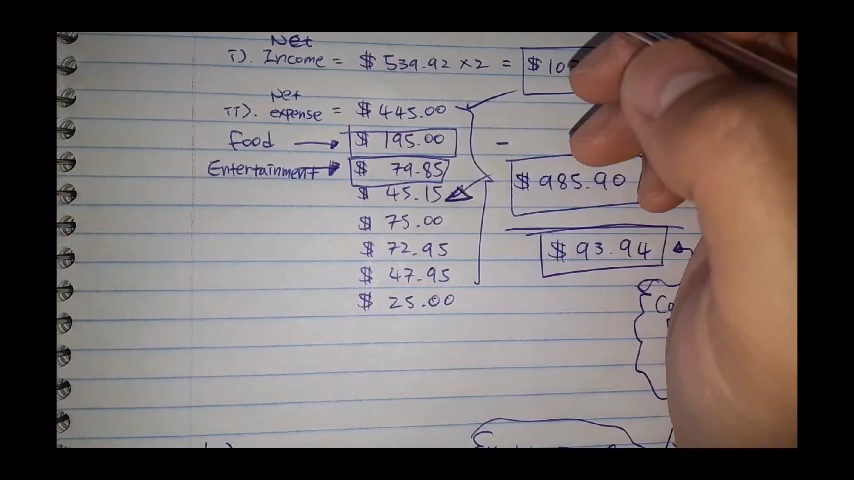 Net
I). Income = $ 539.92 × 2 = $ 10
Net
II). expense = $ 445.00
Food → $ 195.00 -
Entertainment → $ 79.85 $ 985.90
$ 45.15
$ 75.00
$ 72.95 $ 93.94
$ 47.95
$ 25.00